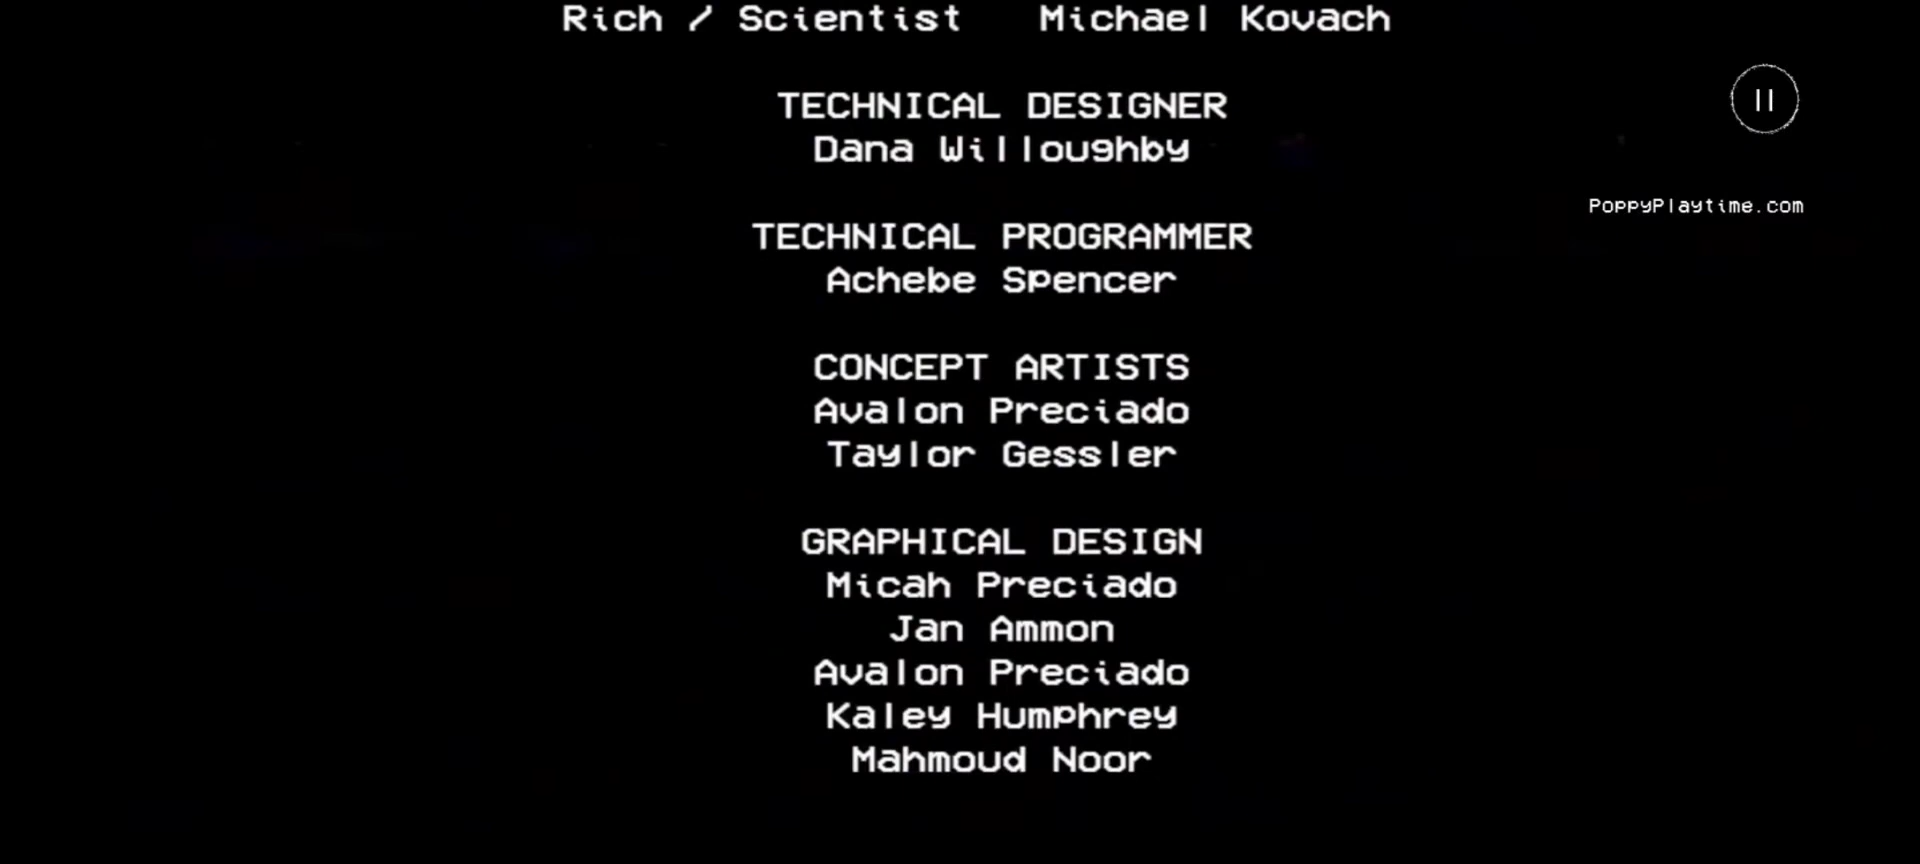 Rich / Scientist Michael Kovach
TECHNICAL DESIGNER
Dana Willoughby
PoppyPlaytime.com
TECHNICAL PROGRAMMER
Achebe Spencer
CONCEPT ARTISTS
Avalon Preciado
Taylor Gessler
GRAPHICAL DESIGN
Micah Preciado
Jan Ammon
Avalon Preciado
Kaley Humphrey
Mahmoud Noor